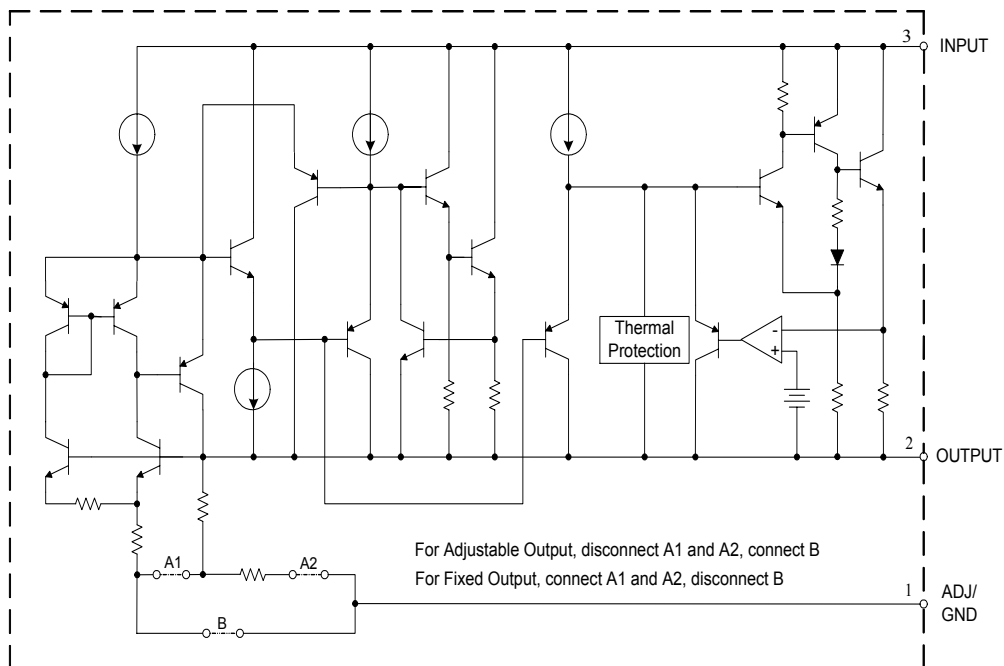 3 INPUT
Thermal
Protection
-
+
2 OUTPUT
For Adjustable Output, disconnect A1 and A2, connect B
For Fixed Output, connect A1 and A2, disconnect B
A1
A2
1 ADJ/
GND
B